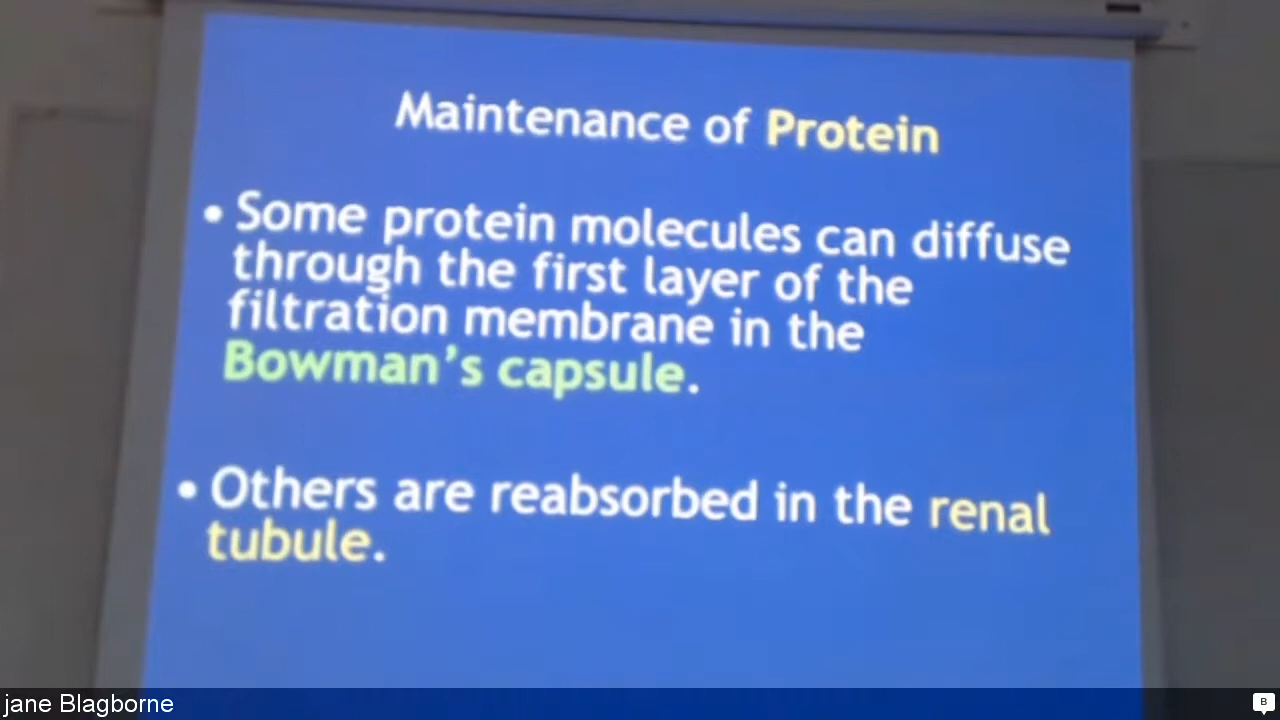 Maintenance of Protein
• Some protein molecules can diffuse
through the first layer of the
filtration membrane in the
Bowman's capsule.
• Others are reabsorbed in the renal
tubule.
jane Blagborne
B